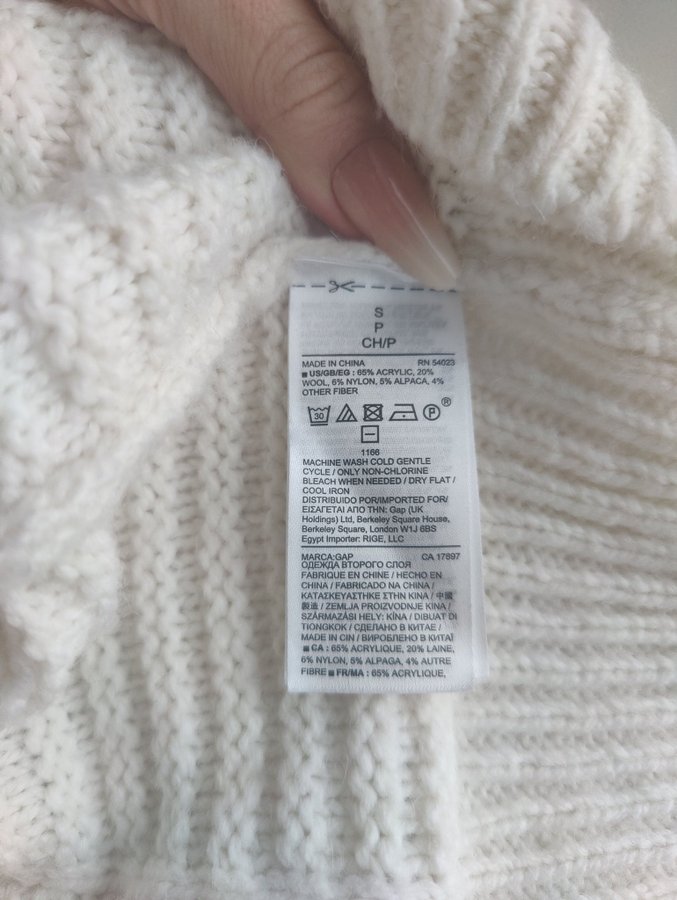 S
P
CH/P
MADE IN CHINA RN 54023
■ US/GB/EG : 65% ACRYLIC, 20%
WOOL, 6% NYLON, 5% ALPACA, 4%
OTHER FIBER
30 P ®
1166
MACHINE WASH COLD GENTLE
CYCLE / ONLY NON-CHLORINE
BLEACH WHEN NEEDED / DRY FLAT /
COOL IRON
DISTRIBUIDO POR/IMPORTED FOR/
ΕΙΣΑΓΕΤΑΙ ΑΠΟ ΤΗΝ: Gap (UK
Holdings) Ltd, Berkeley Square House,
Berkeley Square, London W1J 6BS
Egypt Importer: RIGE, LLC
MARCA:GAP CA 17897
ОДЕЖДА ВТОРОГО СЛОЯ
FABRIQUE EN CHINE / HECHO EN
CHINA / FABRICADO NA CHINA /
ΚΑΤΑΣΚΕΥΑΣΤΗΚΕ ΣΤΗΝ ΚΙΝΑ / 中國
製造 / ZEMLJA PROIZVODNJE KINA /
SZÁRMAZÁSI HELY: KÍNA / DIBUAT DI
TIONGKOK / СДЕЛАНО В КИТАЕ /
MADE IN CIN / ВИРОБЛЕНО В КИТАЇ
■ CA : 65% ACRYLIQUE, 20% LAINE,
6% NYLON, 5% ALPAGA, 4% AUTRE
FIBRE ■ FR/MA : 65% ACRYLIQUE,